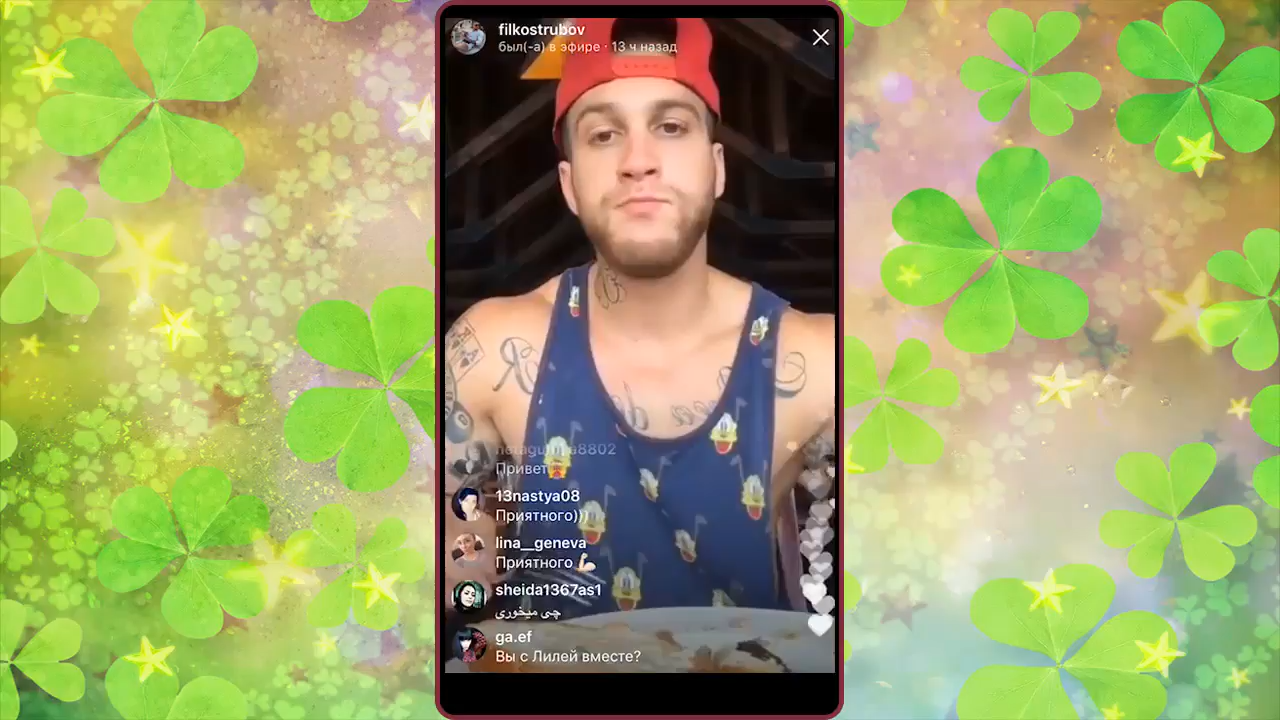 filkostrubov
был(-а) в эфире · 13 ч назад
Привет
13nastya08
Приятного)))
lina__geneva
Приятного 💪
sheida1367as1
چی میخوری
ga.ef
Вы с Лилей вместе?